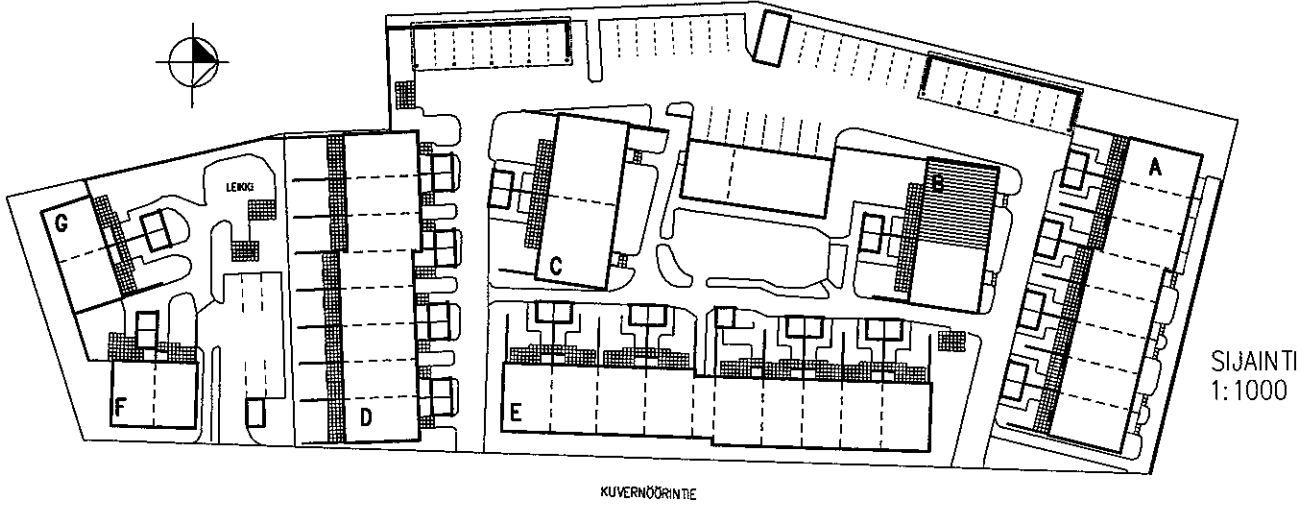 A
B
LEIKKI
G
C
SIJAINTI
1:1000
F
D
E
KUVERNÖÖRINTIE